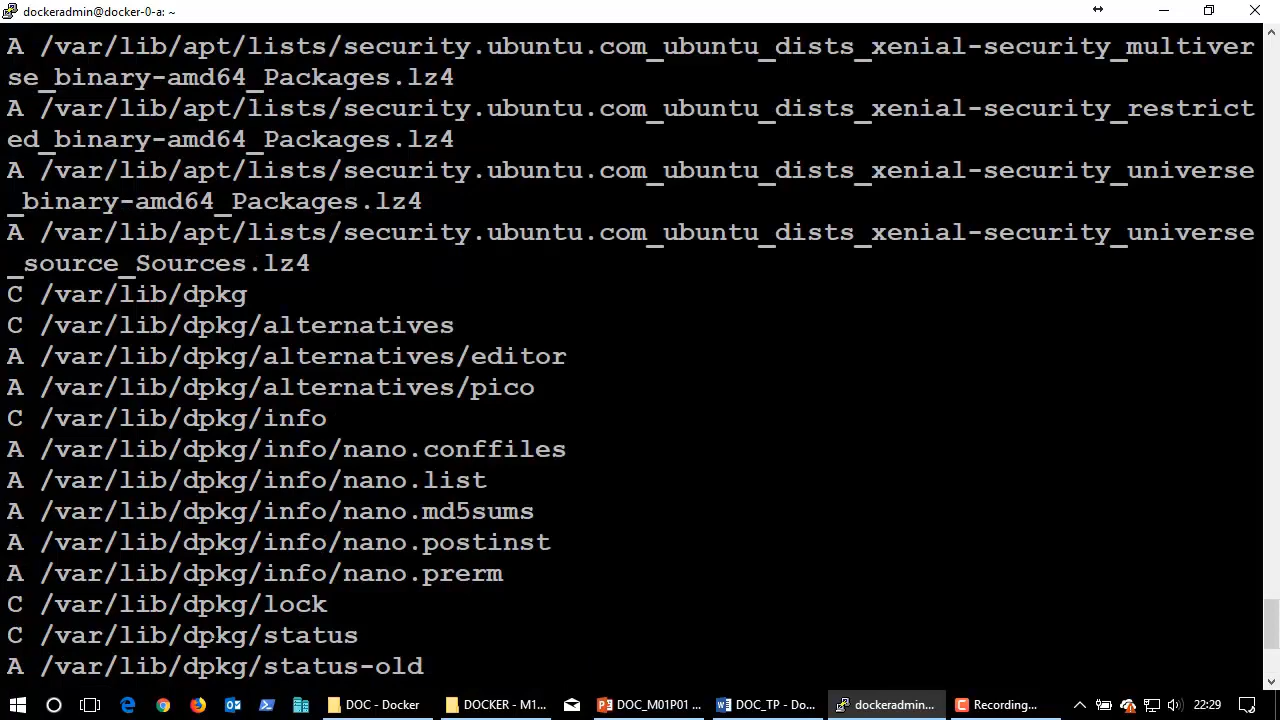 dockeradmin@docker-0-a: ~
A /var/lib/apt/lists/security.ubuntu.com_ubuntu_dists_xenial-security_multiver
se_binary-amd64_Packages.lz4
A /var/lib/apt/lists/security.ubuntu.com_ubuntu_dists_xenial-security_restrict
ed_binary-amd64_Packages.lz4
A /var/lib/apt/lists/security.ubuntu.com_ubuntu_dists_xenial-security_universe
_binary-amd64_Packages.lz4
A /var/lib/apt/lists/security.ubuntu.com_ubuntu_dists_xenial-security_universe
_source_Sources.lz4
C /var/lib/dpkg
C /var/lib/dpkg/alternatives
A /var/lib/dpkg/alternatives/editor
A /var/lib/dpkg/alternatives/pico
C /var/lib/dpkg/info
A /var/lib/dpkg/info/nano.conffiles
A /var/lib/dpkg/info/nano.list
A /var/lib/dpkg/info/nano.md5sums
A /var/lib/dpkg/info/nano.postinst
A /var/lib/dpkg/info/nano.prerm
C /var/lib/dpkg/lock
C /var/lib/dpkg/status
A /var/lib/dpkg/status-old
DOC - Docker DOCKER - M1... DOC_M01P01 ... DOC_TP - Do... dockeradmin... Recording... 22:29